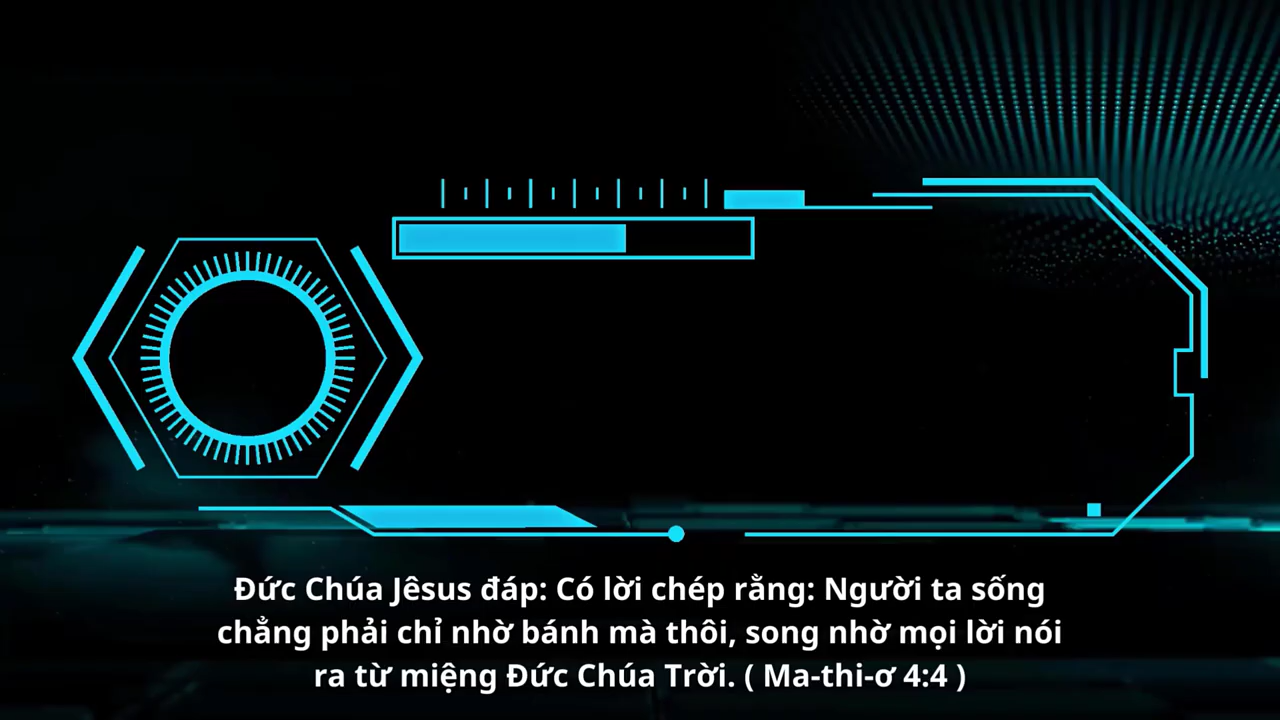 Đức Chúa Jêsus đáp: Có lời chép rằng: Người ta sống
chẳng phải chỉ nhờ bánh mà thôi, song nhờ mọi lời nói
ra từ miệng Đức Chúa Trời. ( Ma-thi-ơ 4:4 )